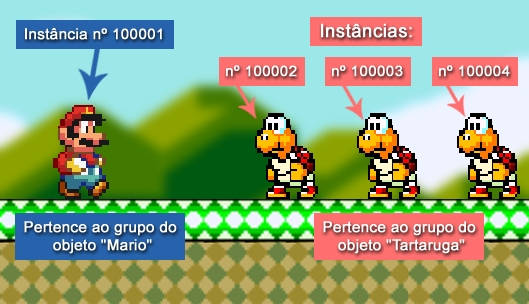 Instância nº 100001
Instâncias:
nº 100002
nº 100003
nº 100004
Pertence ao grupo do
objeto "Mario"
Pertence ao grupo do
objeto "Tartaruga"